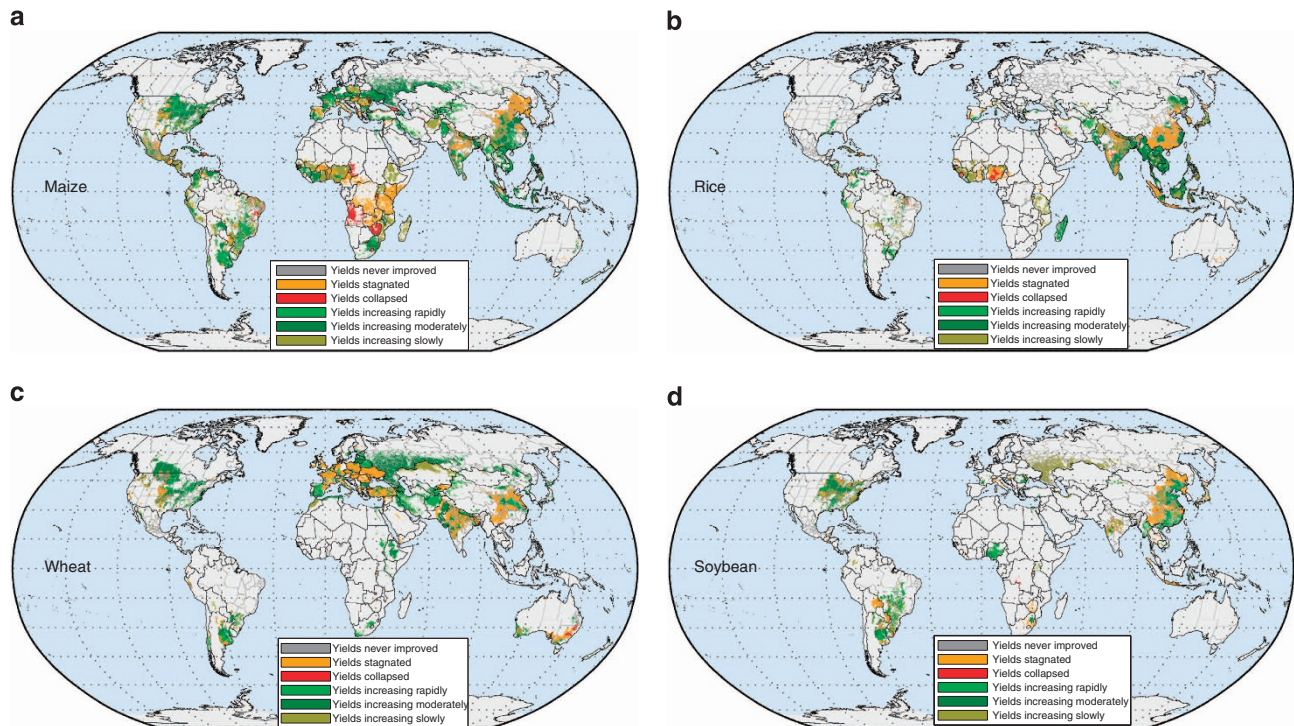 a
Maize
Yields never improved
Yields stagnated
Yields collapsed
Yields increasing rapidly
Yields increasing moderately
Yields increasing slowly
b
Rice
Yields never improved
Yields stagnated
Yields collapsed
Yields increasing rapidly
Yields increasing moderately
Yields increasing slowly
c
Wheat
Yields never improved
Yields stagnated
Yields collapsed
Yields increasing rapidly
Yields increasing moderately
Yields increasing slowly
d
Soybean
Yields never improved
Yields stagnated
Yields collapsed
Yields increasing rapidly
Yields increasing moderately
Yields increasing slowly